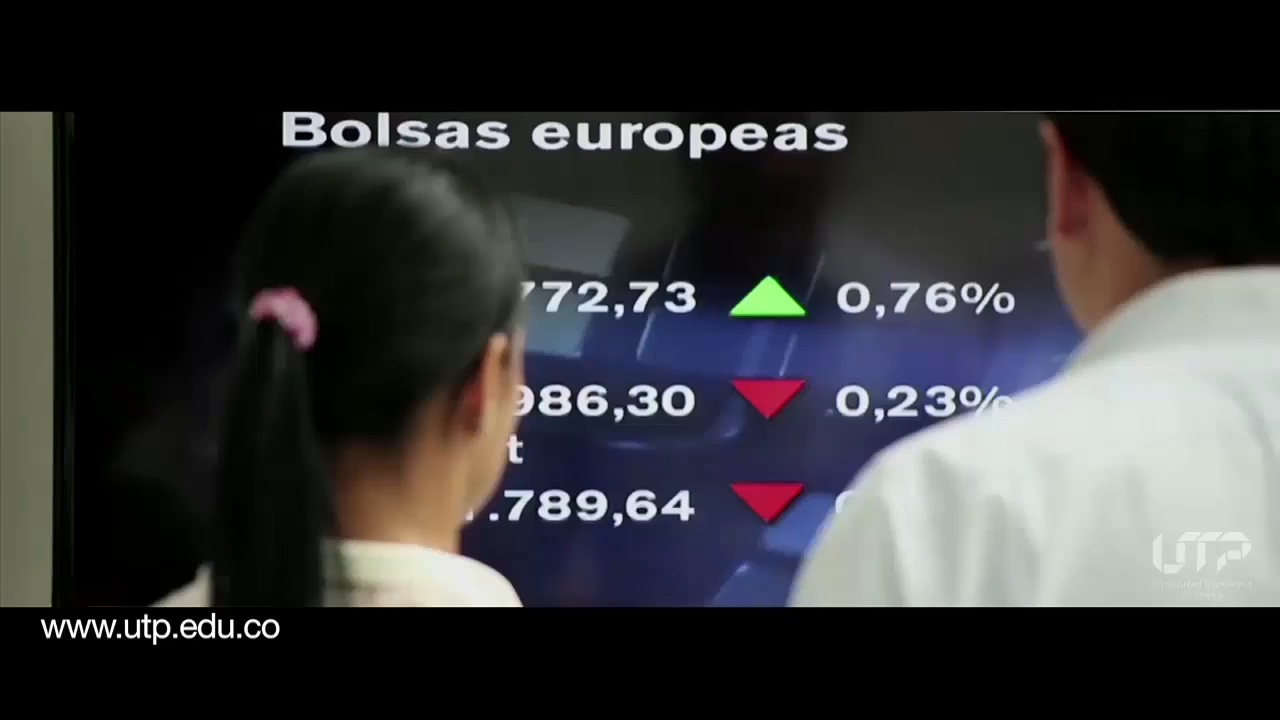 Bolsas europeas
772,73 0,76%
986,30 0,23%
t
.789,64
UTP
www.utp.edu.co